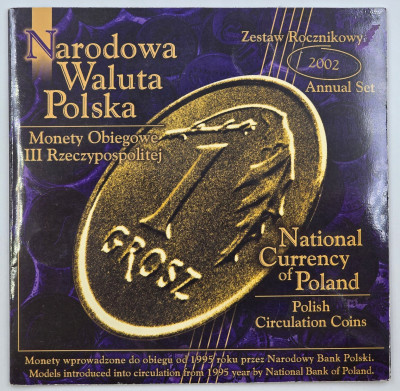 Narodowa
Waluta
Polska
Zestaw Rocznikowy:
2002
Annual Set
Monety Obiegowe
III Rzeczypospolitej
1
GROSZ
National
Currency
of
Poland
Polish
Circulation Coins
Monety wprowadzone do obiegu od 1995 roku przez Narodowy Bank Polski.
Models introduced into circulation from 1995 year by National Bank of Poland.